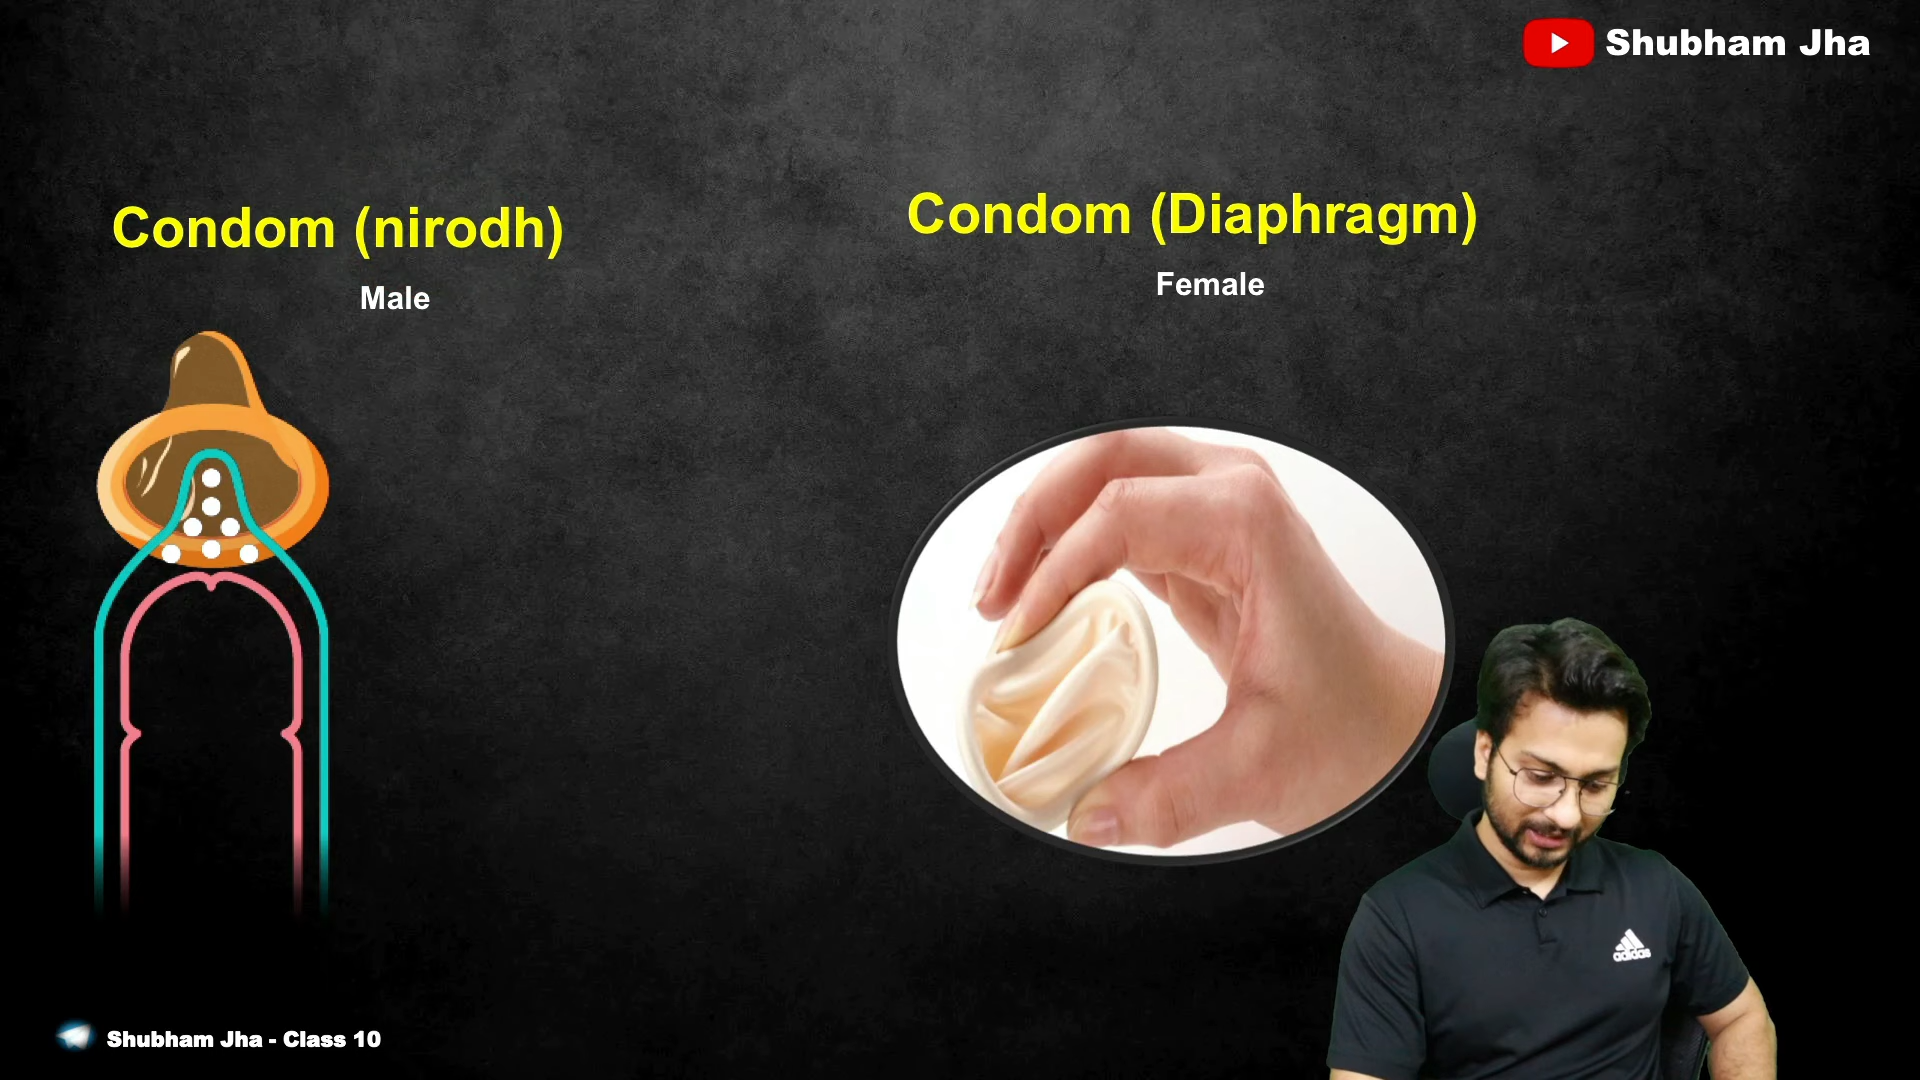 Shubham Jha
Condom (nirodh)
Male
Condom (Diaphragm)
Female
adidas
Shubham Jha - Class 10